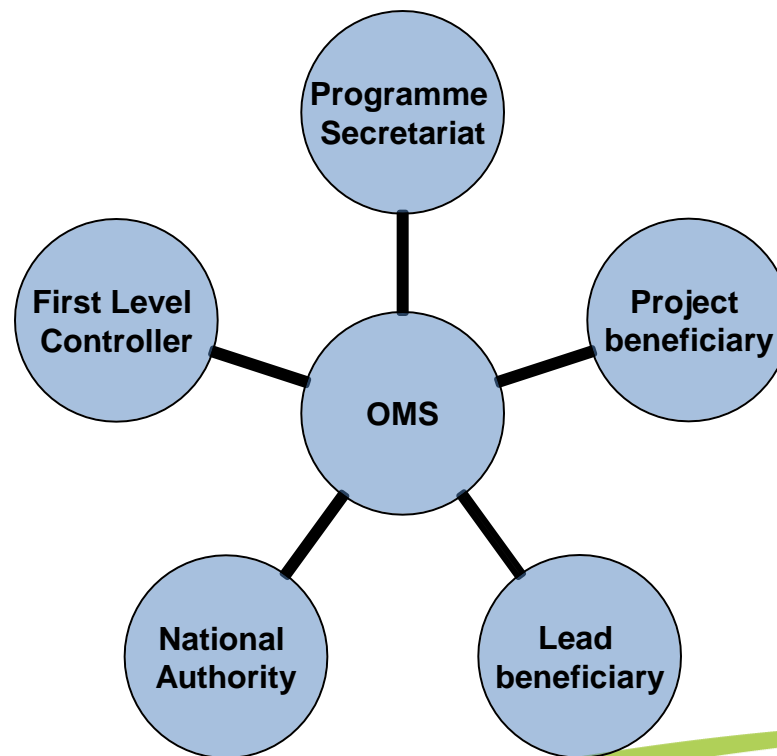 Programme
Secretariat
First Level
Controller
Project
beneficiary
OMS
National
Authority
Lead
beneficiary